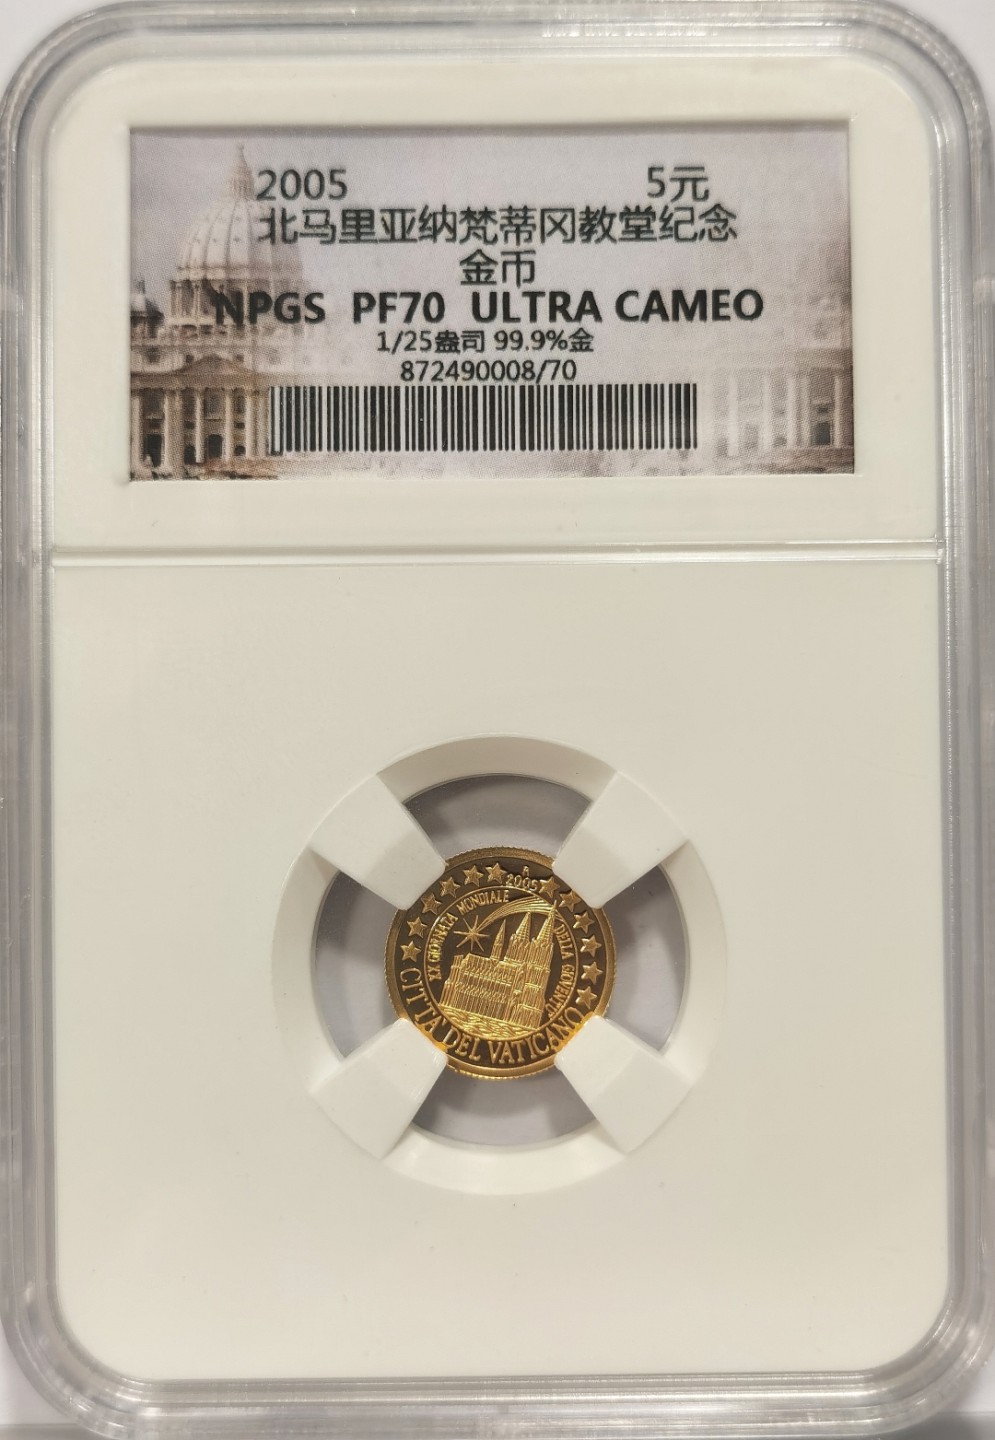 2005 5元
北马里亚纳梵蒂冈教堂纪念
金币
NPGS PF70 ULTRA CAMEO
1/25盎司 99.9%金
872490008/70
R
2005
XX GIORNATA MONDIALE DELLA GIOVENTU'
CITTA' DEL VATICANO